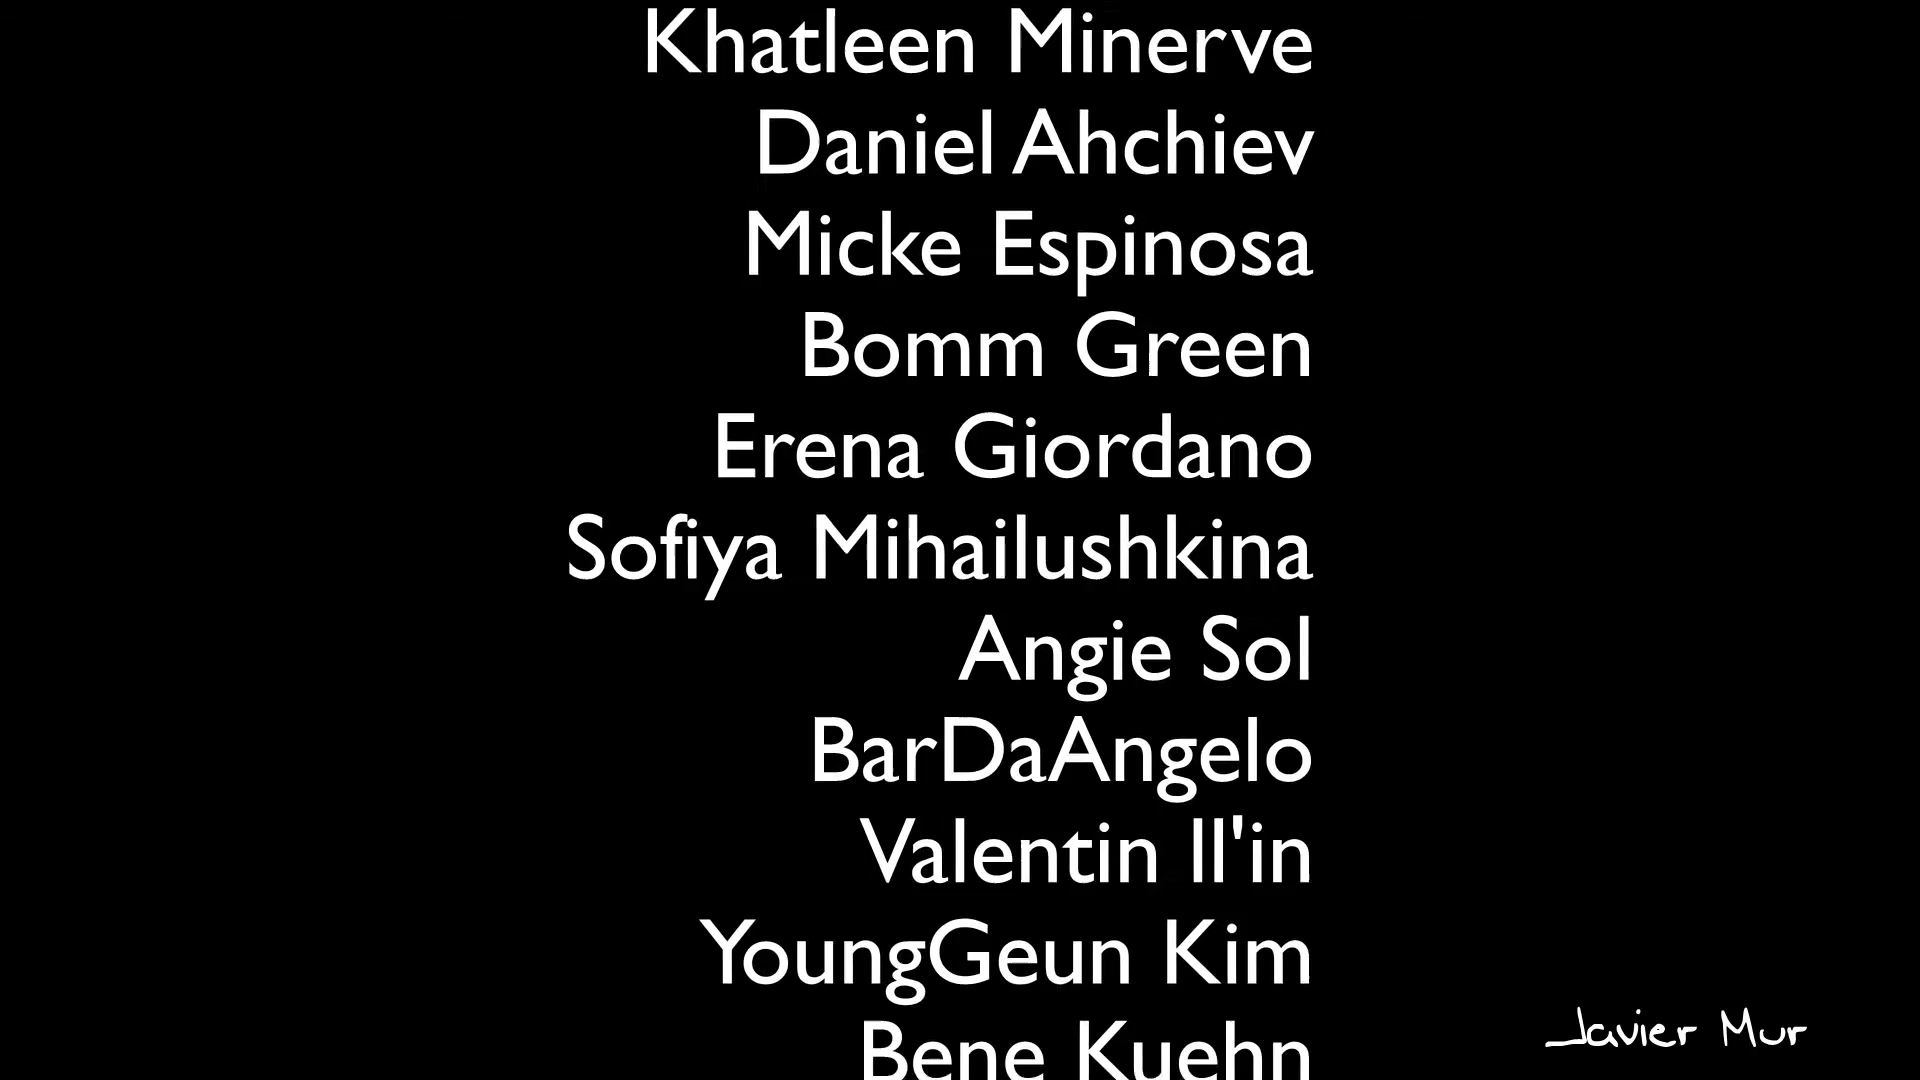 Khatleen Minerve
Daniel Ahchiev
Micke Espinosa
Bomm Green
Erena Giordano
Sofiya Mihailushkina
Angie Sol
BarDaAngelo
Valentin Il'in
YoungGeun Kim
Bene Kuehn
Javier Mur